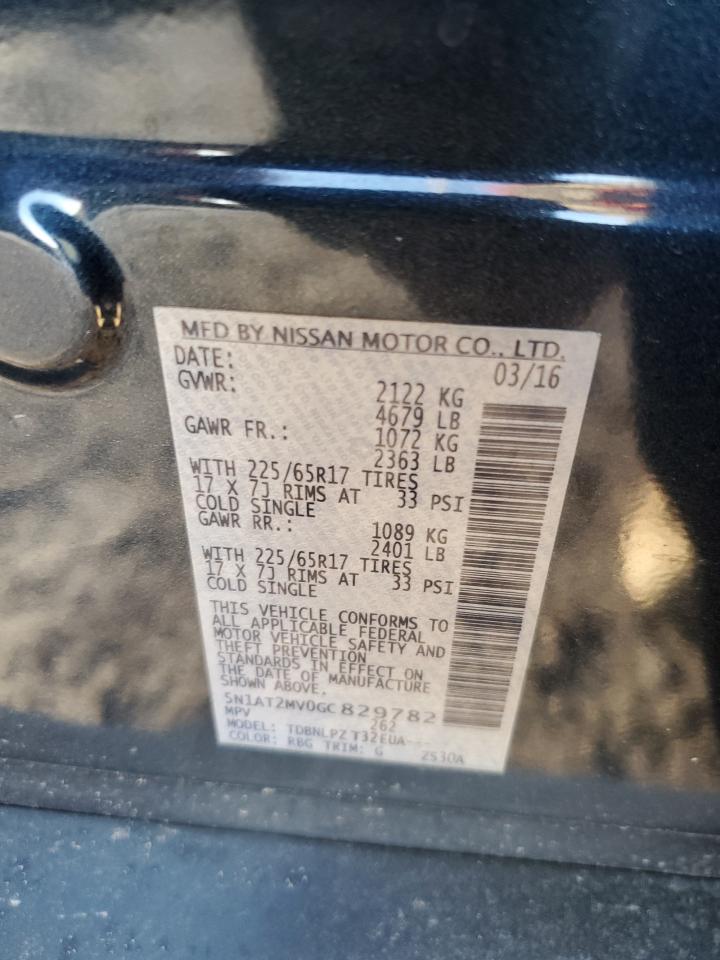 MFD BY NISSAN MOTOR CO., LTD.
DATE: 03/16
GVWR: 2122 KG
4679 LB
GAWR FR.: 1072 KG
2363 LB
WITH 225/65R17 TIRES
17 X 7J RIMS AT 33 PSI
COLD SINGLE
GAWR RR.: 1089 KG
2401 LB
WITH 225/65R17 TIRES
17 X 7J RIMS AT 33 PSI
COLD SINGLE
THIS VEHICLE CONFORMS TO
ALL APPLICABLE FEDERAL
MOTOR VEHICLE SAFETY AND
THEFT PREVENTION
STANDARDS IN EFFECT ON
THE DATE OF MANUFACTURE
SHOWN ABOVE.
5N1AT2MV0GC829782
MPV 262
MODEL: TDBNLPZ T32EUA---
COLOR: RBG TRIM: G 2S30A